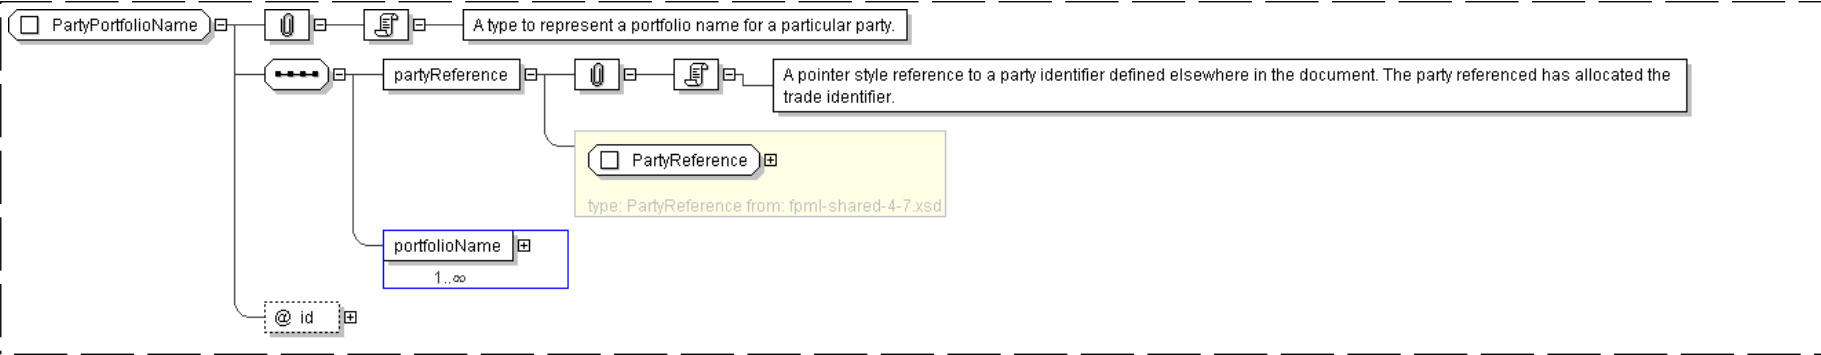 PartyPortfolioName
A type to represent a portfolio name for a particular party.
partyReference
A pointer style reference to a party identifier defined elsewhere in the document. The party referenced has allocated the
trade identifier.
PartyReference
type: PartyReference from: fpml-shared-4-7.xsd
portfolioName
1..∞
@ id